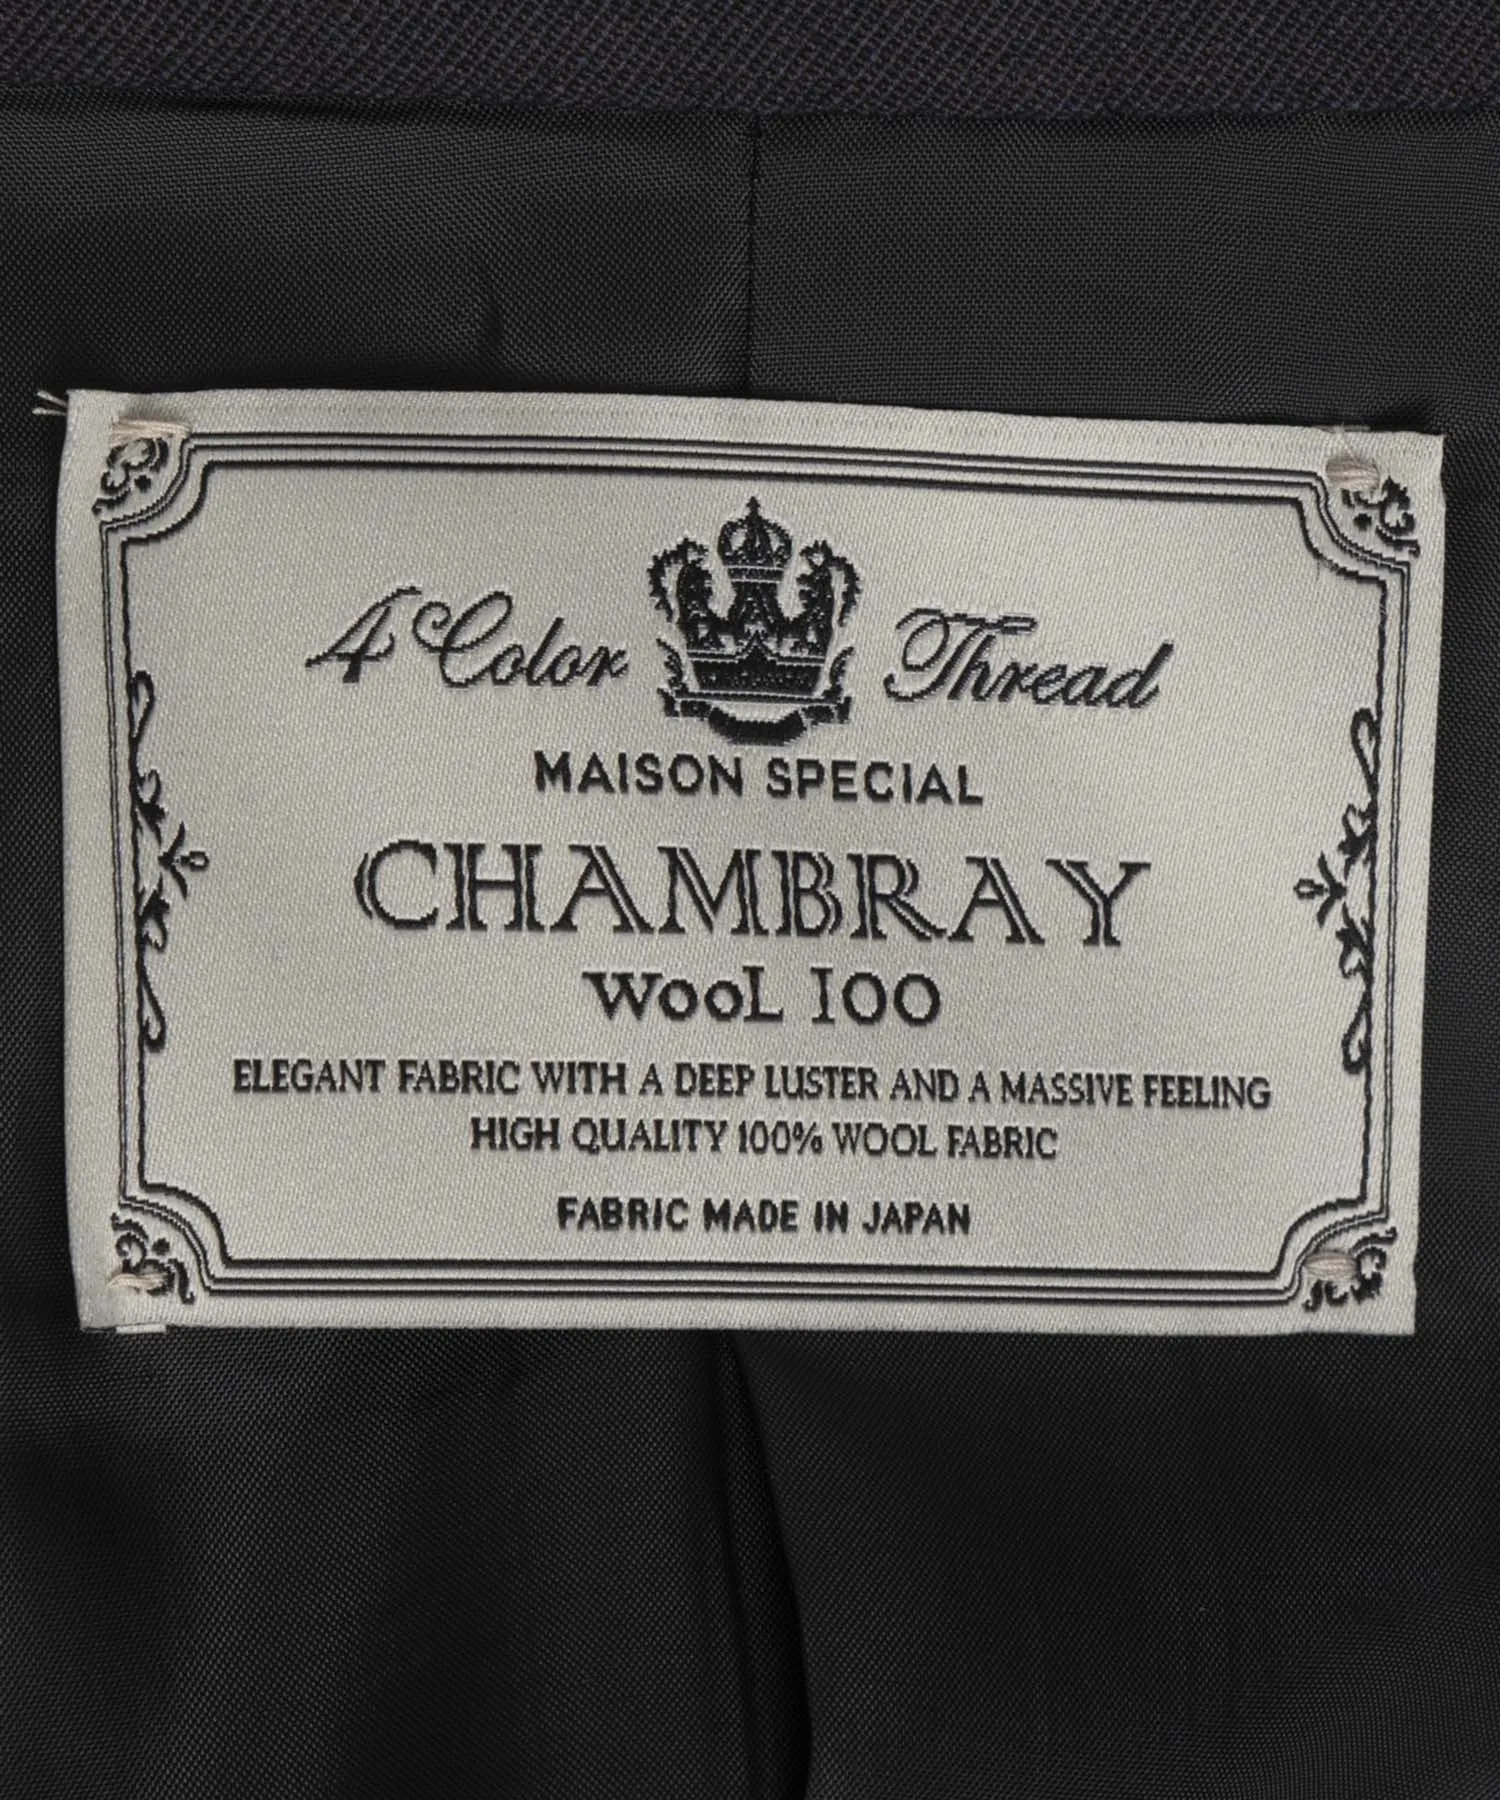 4 Color Thread
MAISON SPECIAL
CHAMBRAY
WOOL 100
ELEGANT FABRIC WITH A DEEP LUSTER AND A MASSIVE FEELING
HIGH QUALITY 100% WOOL FABRIC
FABRIC MADE IN JAPAN